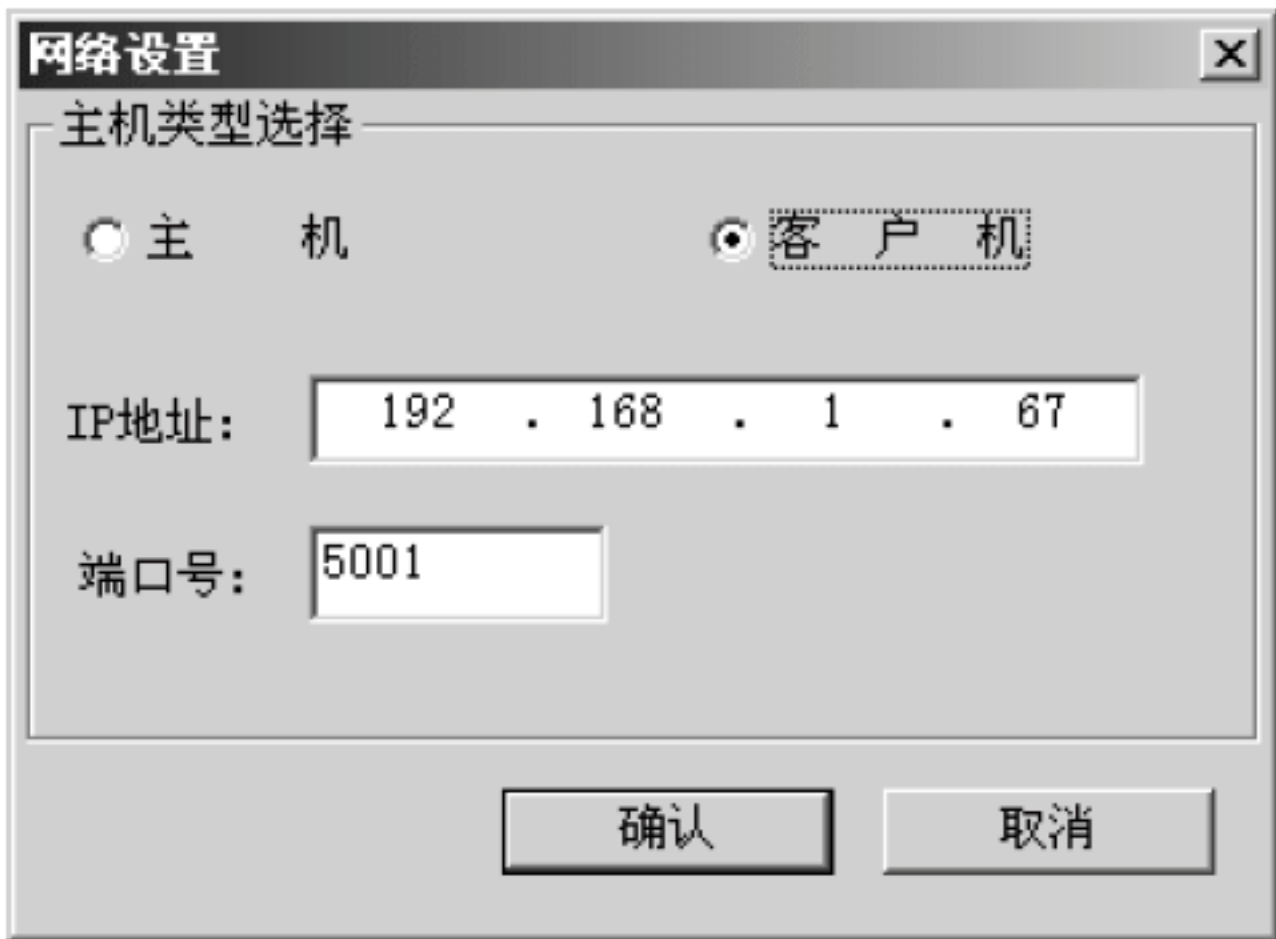 网络设置
主机类型选择
主 机 客 户 机
IP地址： 192 . 168 . 1 . 67
端口号： 5001
确认 取消